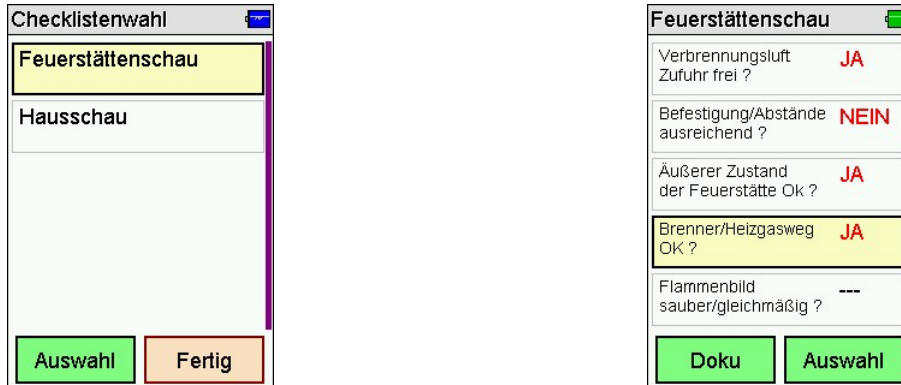 Checklistenwahl
Feuerstättenschau
Hausschau
Auswahl
Fertig
Feuerstättenschau
Verbrennungsluft
Zufuhr frei ?
JA
Befestigung/Abstände
ausreichend ?
NEIN
Äußerer Zustand
der Feuerstätte Ok ?
JA
Brenner/Heizgasweg
OK ?
JA
Flammenbild
sauber/gleichmäßig ?
---
Doku
Auswahl